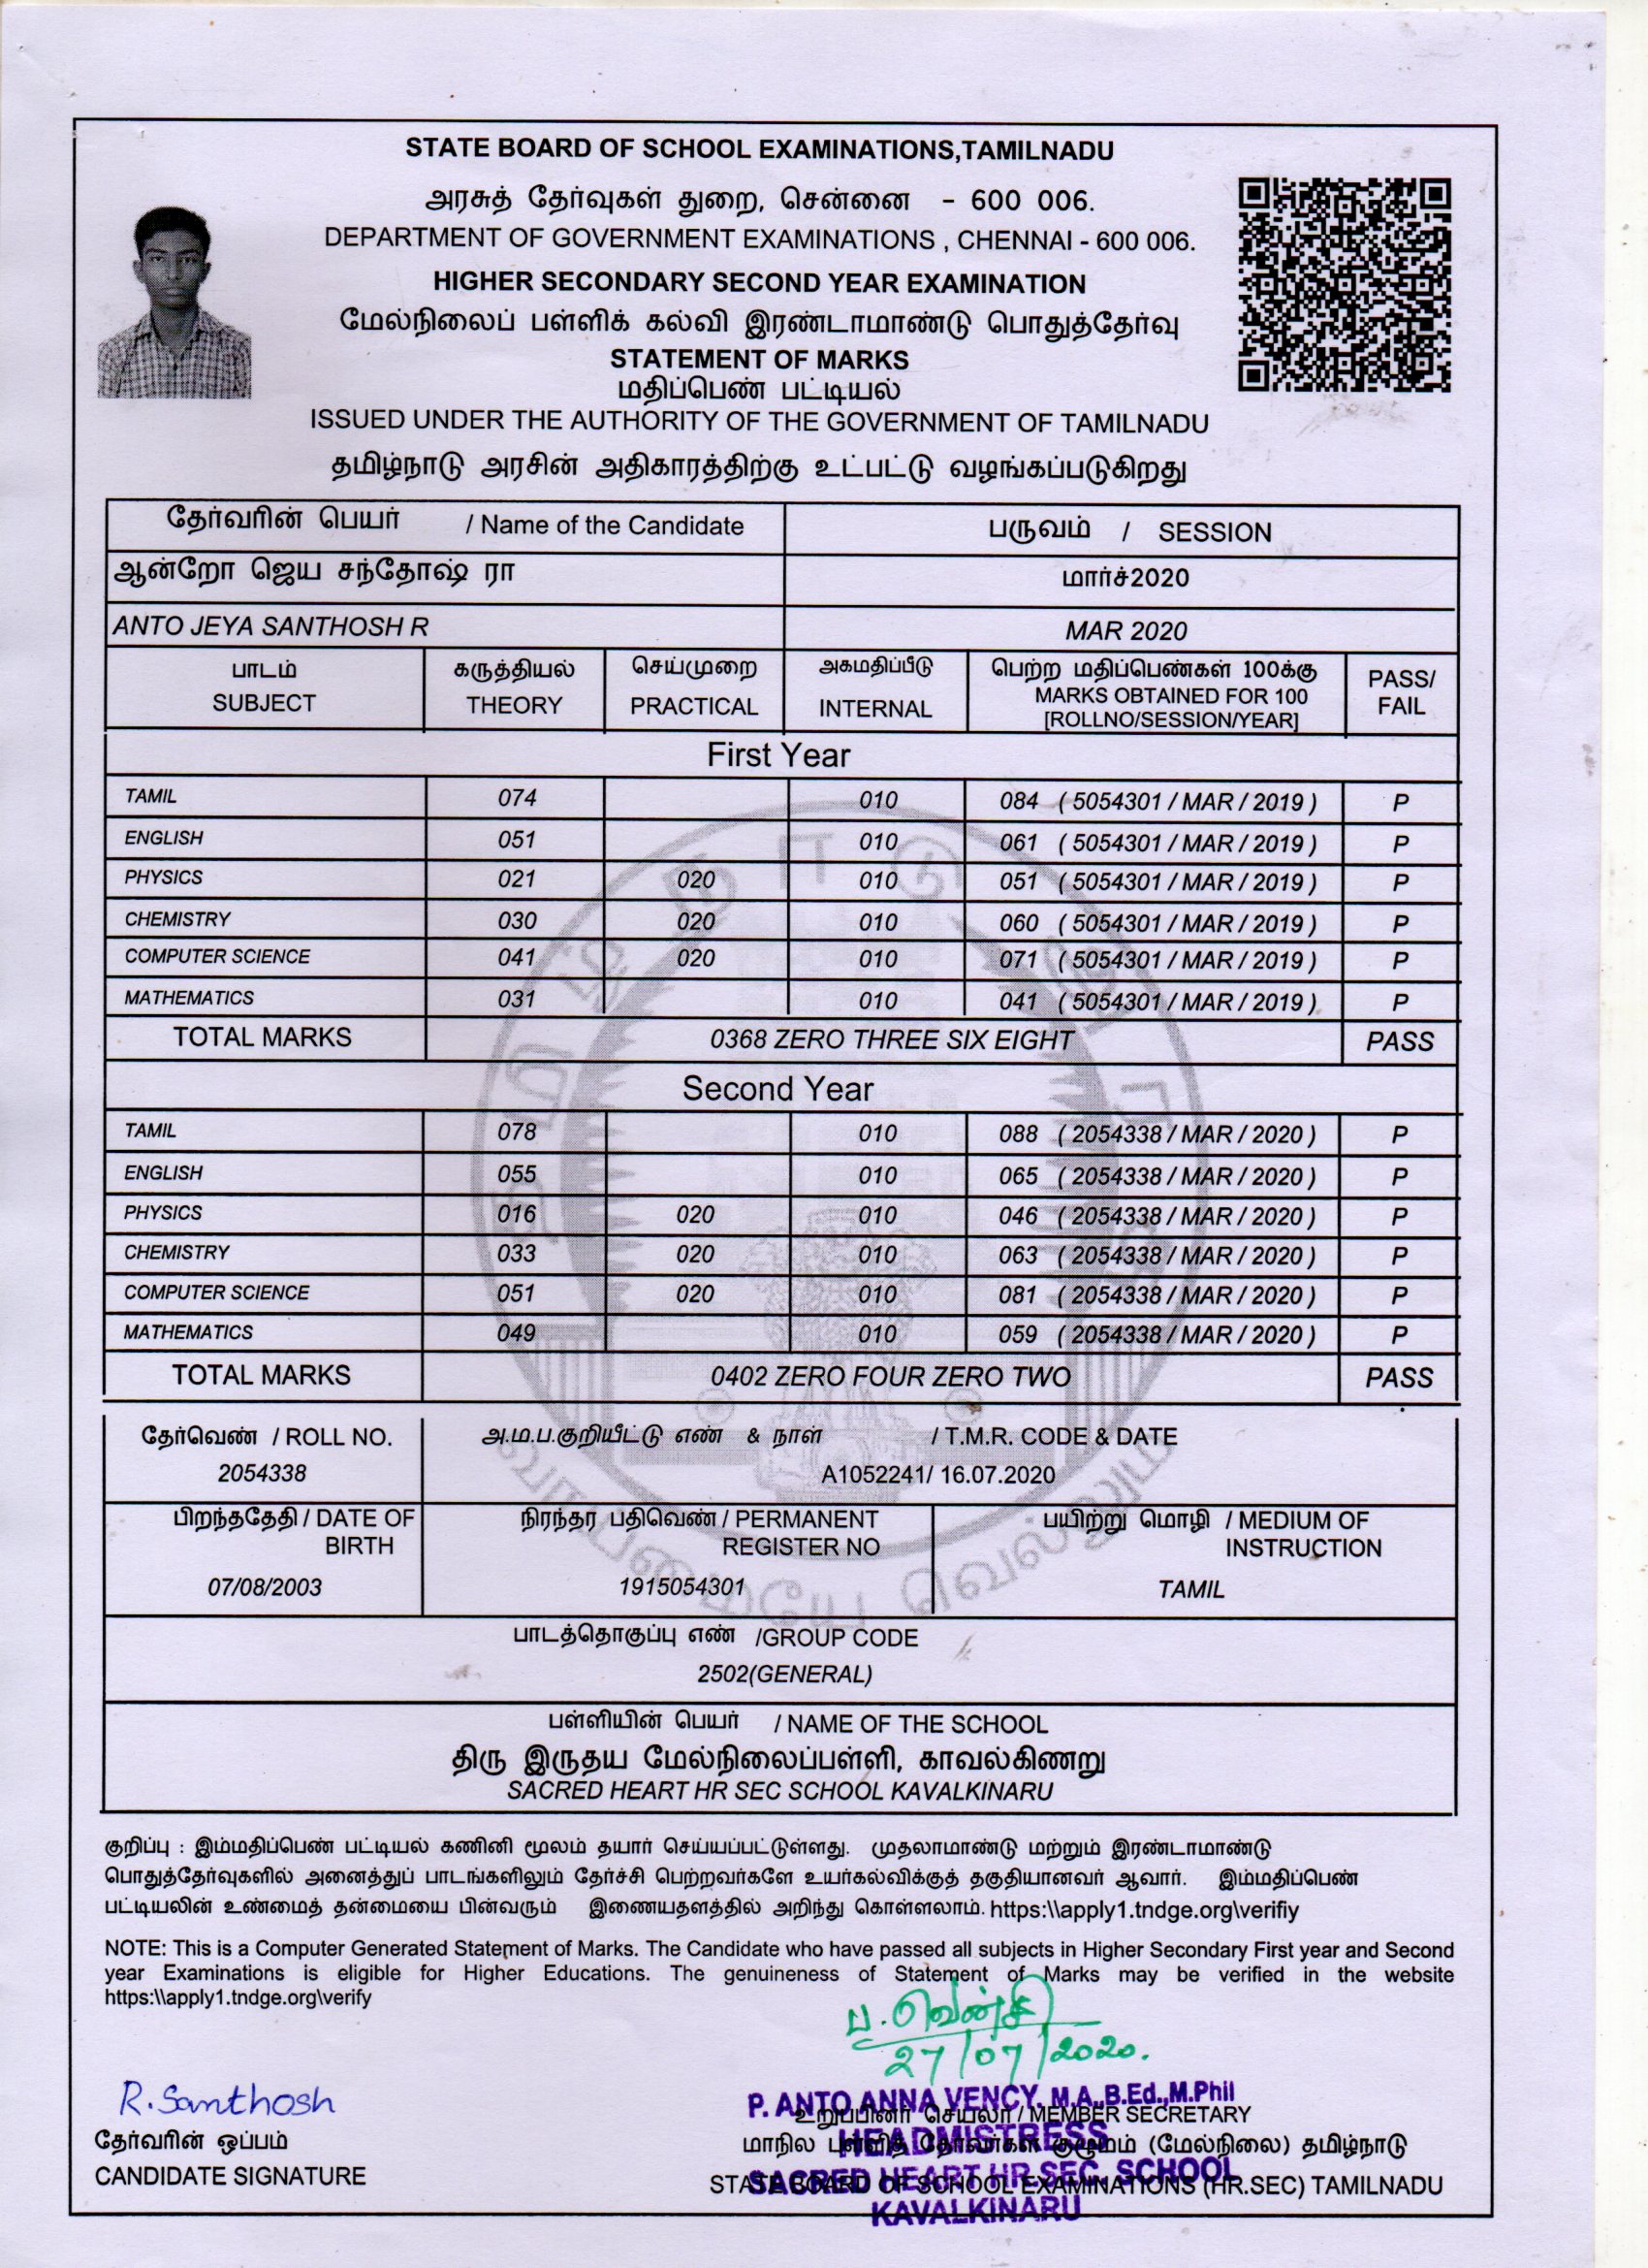 STATE BOARD OF SCHOOL EXAMINATIONS,TAMILNADU
அரசுத் தேர்வுகள் துறை, சென்னை - 600 006.
DEPARTMENT OF GOVERNMENT EXAMINATIONS , CHENNAI - 600 006.
HIGHER SECONDARY SECOND YEAR EXAMINATION
மேல்நிலைப் பள்ளிக் கல்வி இரண்டாமாண்டு பொதுத்தேர்வு
STATEMENT OF MARKS
மதிப்பெண் பட்டியல்
ISSUED UNDER THE AUTHORITY OF THE GOVERNMENT OF TAMILNADU
தமிழ்நாடு அரசின் அதிகாரத்திற்கு உட்பட்டு வழங்கப்படுகிறது
தேர்வரின் பெயர் / Name of the Candidate பருவம் / SESSION
ஆன்றோ ஜெய சந்தோஷ் ரா மார்ச்2020
ANTO JEYA SANTHOSH R MAR 2020
பாடம் கருத்தியல் செய்முறை அகமதிப்பீடு பெற்ற மதிப்பெண்கள் 100க்கு PASS/
SUBJECT THEORY PRACTICAL INTERNAL MARKS OBTAINED FOR 100 FAIL
[ROLLNO/SESSION/YEAR]
First Year
TAMIL 074 010 084 ( 5054301 / MAR / 2019 ) P
ENGLISH 051 010 061 ( 5054301 / MAR / 2019 ) P
PHYSICS 021 020 010 051 ( 5054301 / MAR / 2019 ) P
CHEMISTRY 030 020 010 060 ( 5054301 / MAR / 2019 ) P
COMPUTER SCIENCE 041 020 010 071 ( 5054301 / MAR / 2019 ) P
MATHEMATICS 031 010 041 ( 5054301 / MAR / 2019 ) P
TOTAL MARKS 0368 ZERO THREE SIX EIGHT PASS
Second Year
TAMIL 078 010 088 ( 2054338 / MAR / 2020 ) P
ENGLISH 055 010 065 ( 2054338 / MAR / 2020 ) P
PHYSICS 016 020 010 046 ( 2054338 / MAR / 2020 ) P
CHEMISTRY 033 020 010 063 ( 2054338 / MAR / 2020 ) P
COMPUTER SCIENCE 051 020 010 081 ( 2054338 / MAR / 2020 ) P
MATHEMATICS 049 010 059 ( 2054338 / MAR / 2020 ) P
TOTAL MARKS 0402 ZERO FOUR ZERO TWO PASS
தேர்வெண் / ROLL NO. அ.ம.ப.குறியீட்டு எண் & நாள் / T.M.R. CODE & DATE
2054338 A1052241/ 16.07.2020
பிறந்ததேதி / DATE OF நிரந்தர பதிவெண் / PERMANENT பயிற்று மொழி / MEDIUM OF
BIRTH REGISTER NO INSTRUCTION
07/08/2003 1915054301 TAMIL
பாடத்தொகுப்பு எண் /GROUP CODE
2502(GENERAL)
பள்ளியின் பெயர் / NAME OF THE SCHOOL
திரு இருதய மேல்நிலைப்பள்ளி, காவல்கிணறு
SACRED HEART HR SEC SCHOOL KAVALKINARU
குறிப்பு : இம்மதிப்பெண் பட்டியல் கணினி மூலம் தயார் செய்யப்பட்டுள்ளது. முதலாமாண்டு மற்றும் இரண்டாமாண்டு
பொதுத்தேர்வுகளில் அனைத்துப் பாடங்களிலும் தேர்ச்சி பெற்றவர்களே உயர்கல்விக்குத் தகுதியானவர் ஆவார். இம்மதிப்பெண்
பட்டியலின் உண்மைத் தன்மையை பின்வரும் இணையதளத்தில் அறிந்து கொள்ளலாம். https:\\apply1.tndge.org\verifiy
NOTE: This is a Computer Generated Statement of Marks. The Candidate who have passed all subjects in Higher Secondary First year and Second
year Examinations is eligible for Higher Educations. The genuineness of Statement of Marks may be verified in the website
https:\\apply1.tndge.org\verify
ப. வென்சி
27/07/2020.
R. Santhosh
P. ANTO ANNA VENCY. M.A.,B.Ed.,M.Phil
உறுப்பினர் செயலர் / MEMBER SECRETARY
தேர்வரின் ஒப்பம்
HEADMISTRESS
மாநில பள்ளித் தேர்வுகள் குழுமம் (மேல்நிலை) தமிழ்நாடு
CANDIDATE SIGNATURE
SACRED HEART HR.SEC. SCHOOL
STATE BOARD OF SCHOOL EXAMINATIONS (HR.SEC) TAMILNADU
KAVALKINARU